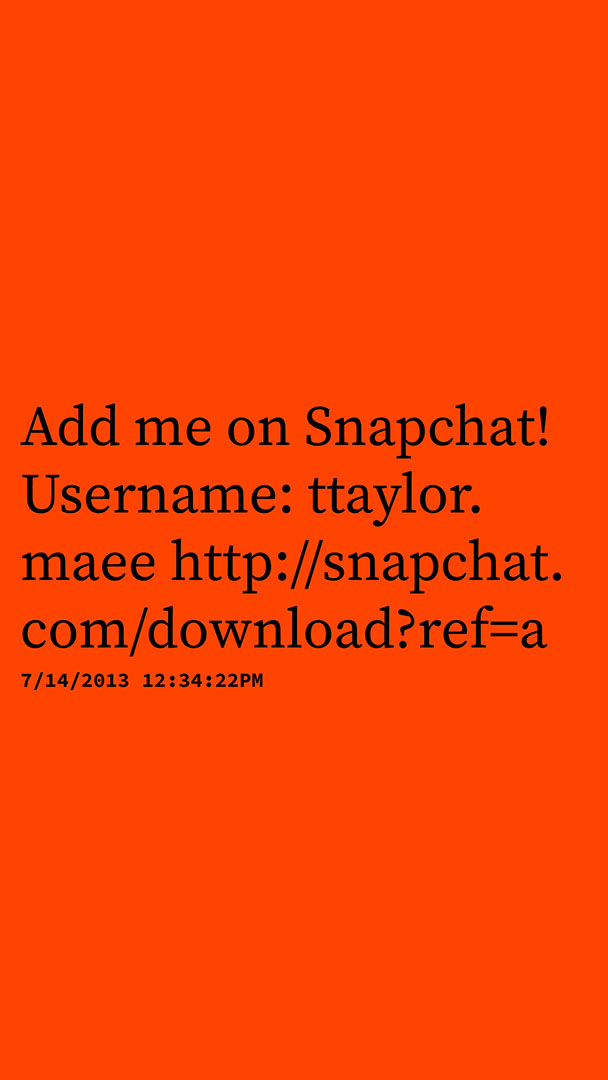 Add me on Snapchat!
Username: ttaylor.
maee http://snapchat.
com/download?ref=a
7/14/2013 12:34:22PM